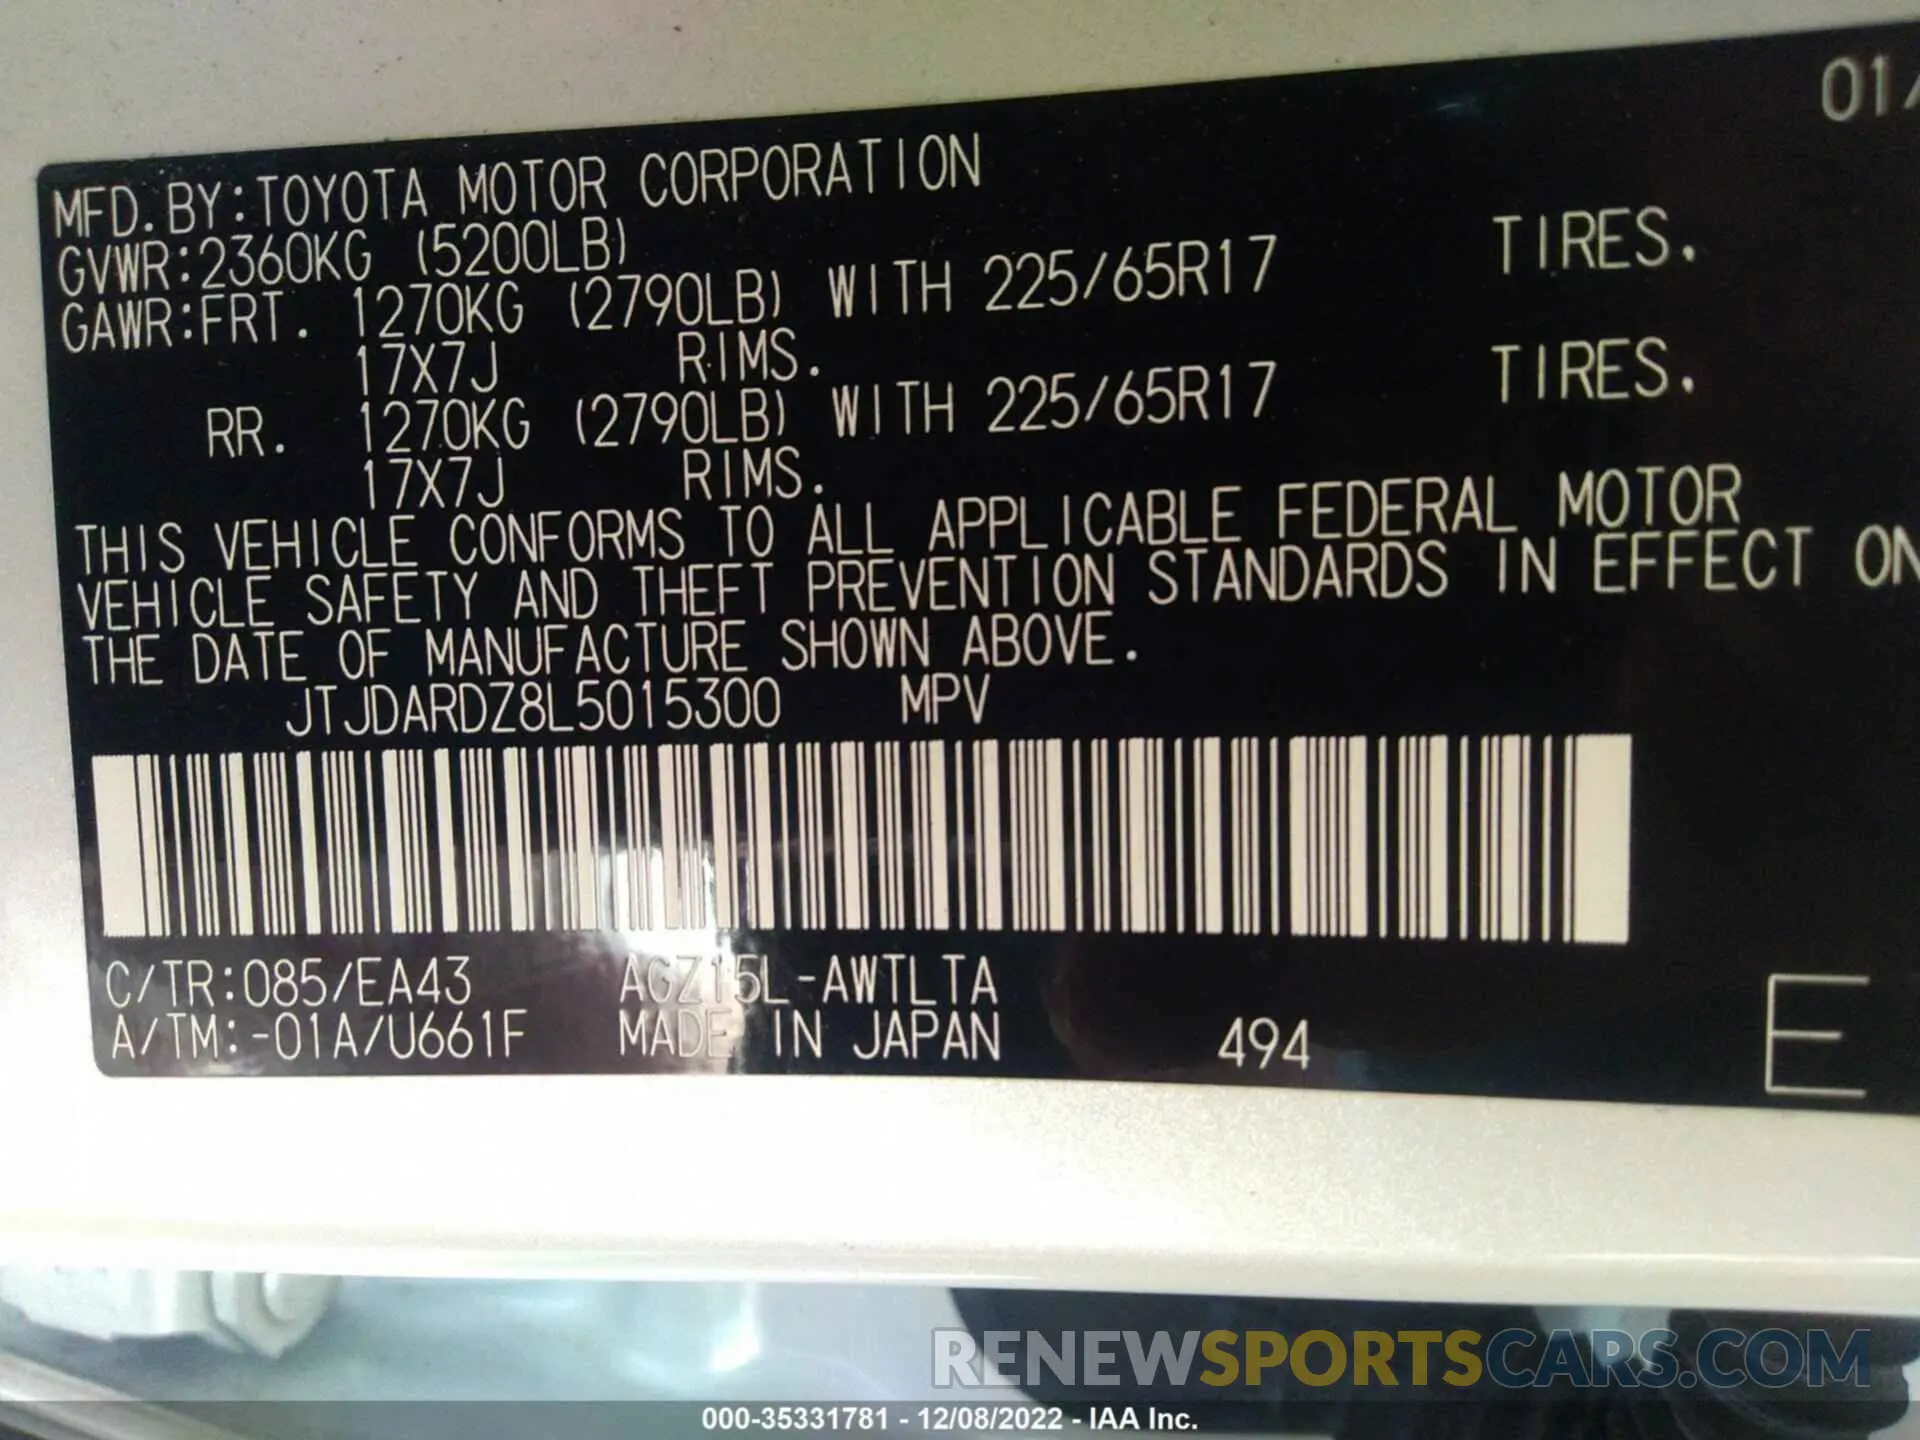 01/
MFD.BY:TOYOTA MOTOR CORPORATION
GVWR:2360KG (5200LB)
GAWR:FRT. 1270KG (2790LB) WITH 225/65R17 TIRES.
17X7J RIMS.
RR. 1270KG (2790LB) WITH 225/65R17 TIRES.
17X7J RIMS.
THIS VEHICLE CONFORMS TO ALL APPLICABLE FEDERAL MOTOR
VEHICLE SAFETY AND THEFT PREVENTION STANDARDS IN EFFECT ON
THE DATE OF MANUFACTURE SHOWN ABOVE.
JTJDARDZ8L5015300 MPV
C/TR:085/EA43 AGZ15L-AWTLTA
A/TM:-01A/U661F MADE IN JAPAN 494 E
RENEWSPORTSCARS.COM
000-35331781 - 12/08/2022 - IAA Inc.